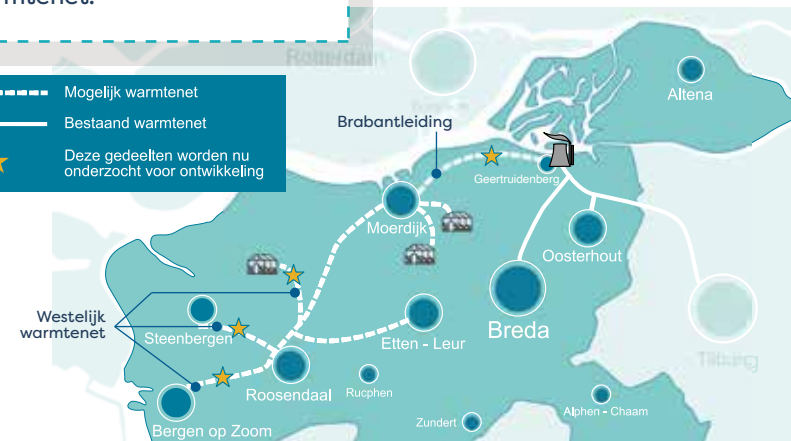 mtenet.
Mogelijk warmtenet
Bestaand warmtenet
Deze gedeelten worden nu
onderzocht voor ontwikkeling
Rotterdam
Altena
Brabantleiding
Geertruidenberg
Moerdijk
Oosterhout
Westelijk
warmtenet
Steenbergen
Etten - Leur
Breda
Tilburg
Roosendaal
Rucphen
Alphen - Chaam
Zundert
Bergen op Zoom